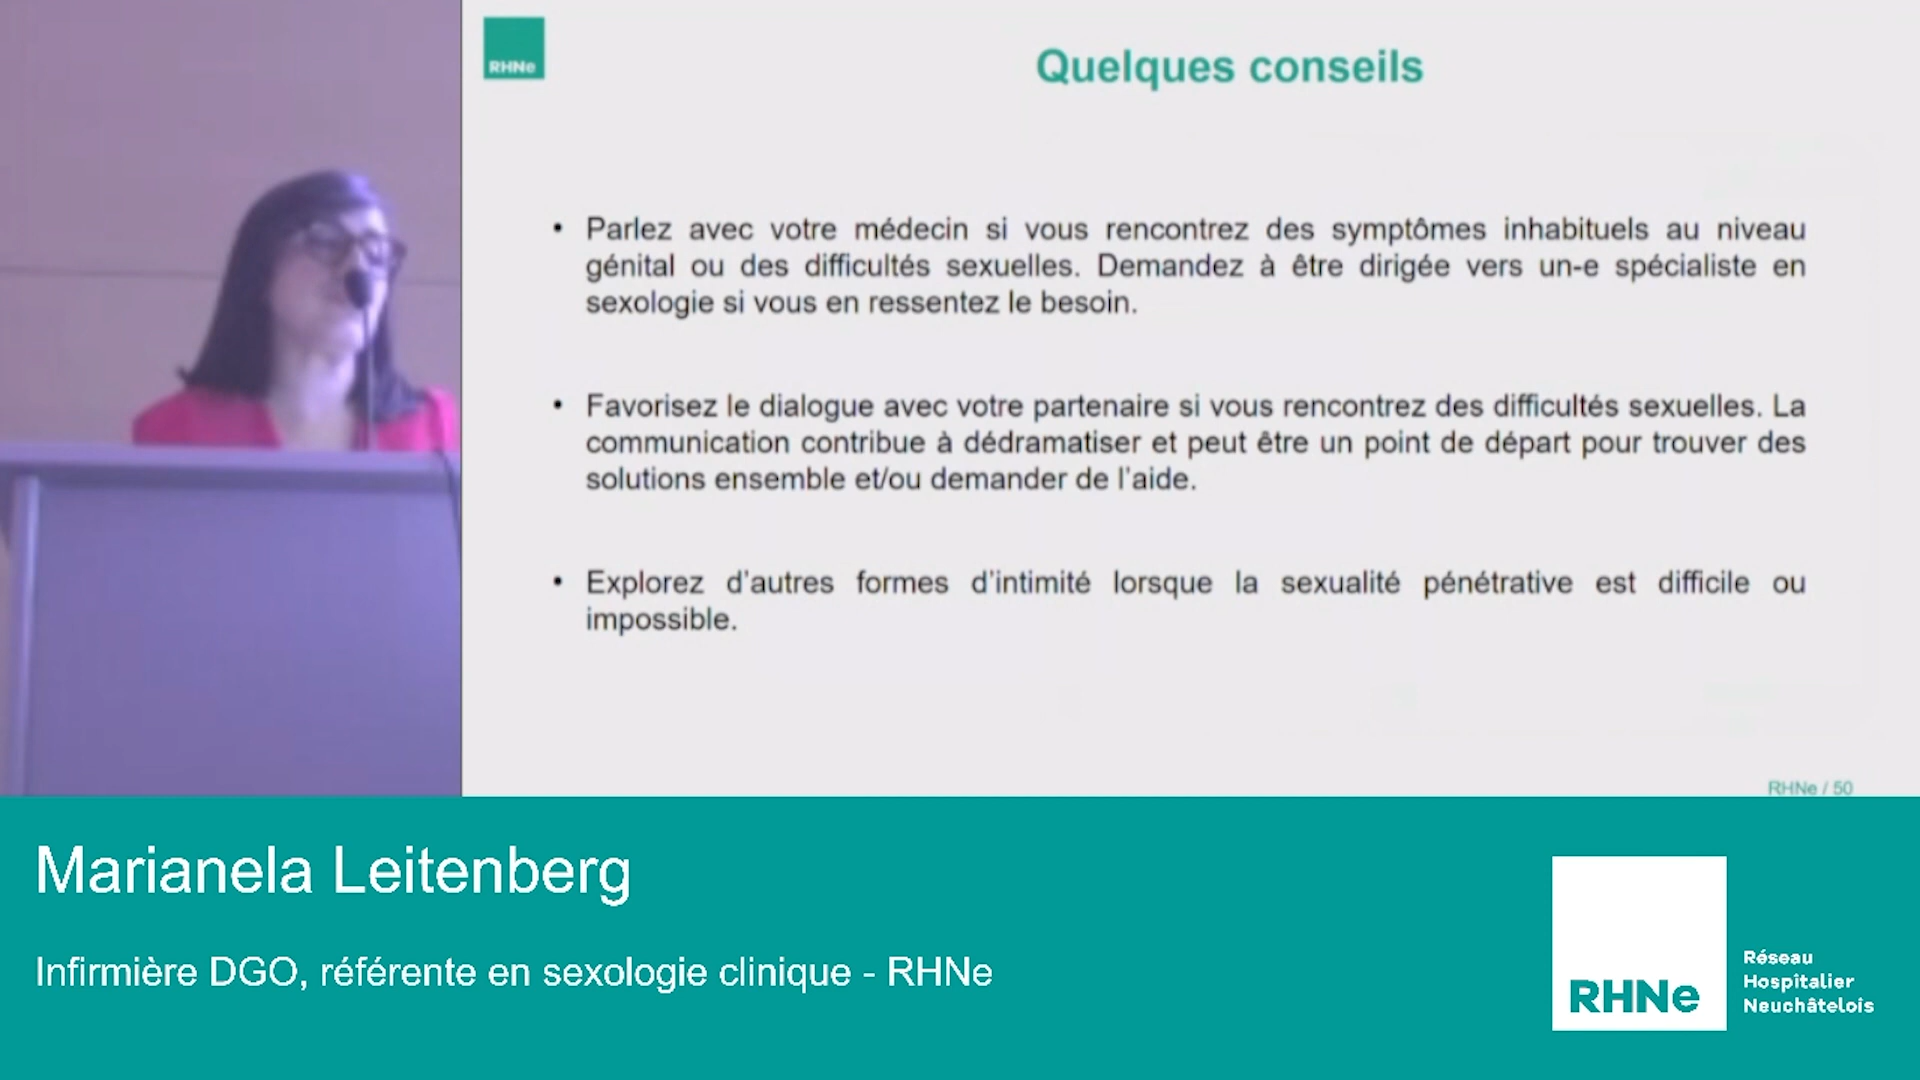 RHNe
Quelques conseils
• Parlez avec votre médecin si vous rencontrez des symptômes inhabituels au niveau
génital ou des difficultés sexuelles. Demandez à être dirigée vers un-e spécialiste en
sexologie si vous en ressentez le besoin.
• Favorisez le dialogue avec votre partenaire si vous rencontrez des difficultés sexuelles. La
communication contribue à dédramatiser et peut être un point de départ pour trouver des
solutions ensemble et/ou demander de l'aide.
• Explorez d'autres formes d'intimité lorsque la sexualité pénétrative est difficile ou
impossible.
RHNe / 50
Marianela Leitenberg
Infirmière DGO, référente en sexologie clinique - RHNe
RHNe
Réseau
Hospitalier
Neuchâtelois